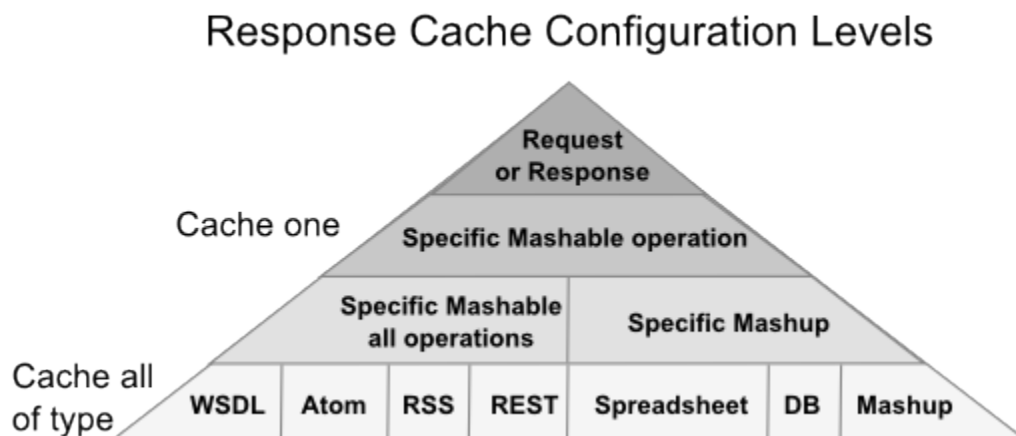 Response Cache Configuration Levels
Request
or Response
Cache one
Specific Mashable operation
Specific Mashable
all operations
Specific Mashup
Cache all
of type
WSDL
Atom
RSS
REST
Spreadsheet
DB
Mashup